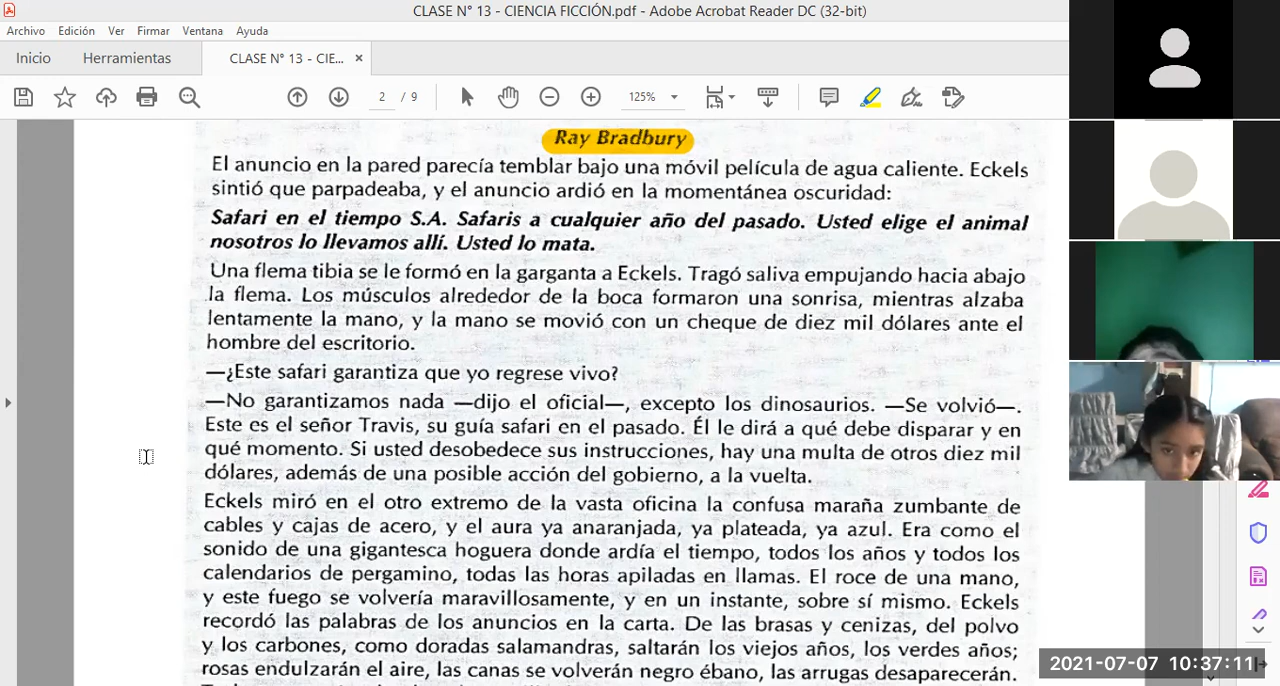 CLASE N° 13 - CIENCIA FICCIÓN.pdf - Adobe Acrobat Reader DC (32-bit)
Archivo Edición Ver Firmar Ventana Ayuda
Inicio Herramientas CLASE N° 13 - CIE... ×
2 / 9 125%
Ray Bradbury
El anuncio en la pared parecía temblar bajo una móvil película de agua caliente. Eckels
sintió que parpadeaba, y el anuncio ardió en la momentánea oscuridad:
Safari en el tiempo S.A. Safaris a cualquier año del pasado. Usted elige el animal
nosotros lo llevamos allí. Usted lo mata.
Una flema tibia se le formó en la garganta a Eckels. Tragó saliva empujando hacia abajo
la flema. Los músculos alrededor de la boca formaron una sonrisa, mientras alzaba
lentamente la mano, y la mano se movió con un cheque de diez mil dólares ante el
hombre del escritorio.
—¿Este safari garantiza que yo regrese vivo?
—No garantizamos nada —dijo el oficial—, excepto los dinosaurios. —Se volvió—.
Este es el señor Travis, su guía safari en el pasado. Él le dirá a qué debe disparar y en
qué momento. Si usted desobedece sus instrucciones, hay una multa de otros diez mil
dólares, además de una posible acción del gobierno, a la vuelta.
Eckels miró en el otro extremo de la vasta oficina la confusa maraña zumbante de
cables y cajas de acero, y el aura ya anaranjada, ya plateada, ya azul. Era como el
sonido de una gigantesca hoguera donde ardía el tiempo, todos los años y todos los
calendarios de pergamino, todas las horas apiladas en llamas. El roce de una mano,
y este fuego se volvería maravillosamente, y en un instante, sobre sí mismo. Eckels
recordó las palabras de los anuncios en la carta. De las brasas y cenizas, del polvo
y los carbones, como doradas salamandras, saltarán los viejos años, los verdes años;
rosas endulzarán el aire, las canas se volverán negro ébano, las arrugas desaparecerán.
2021-07-07 10:37:11